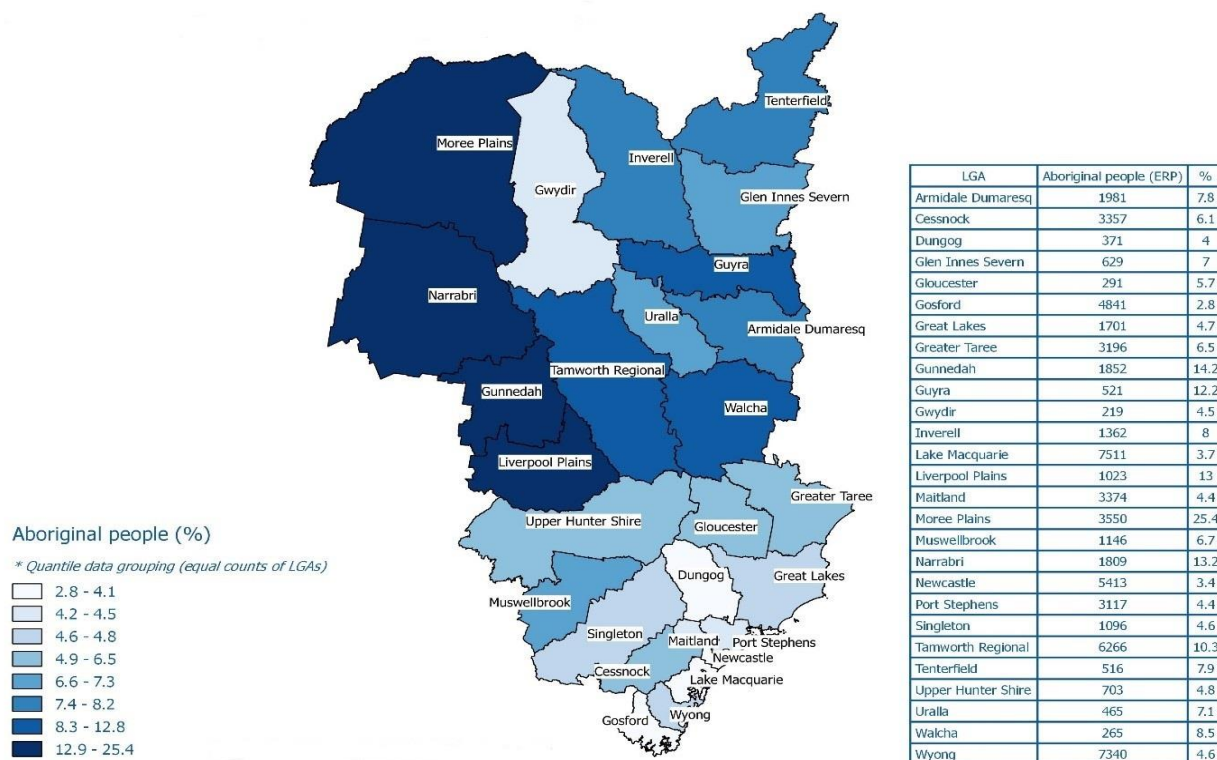 Tenterfield
Moree Plains
Inverell
Gwydir
Glen Innes Severn
Guyra
Narrabri
Uralla
Armidale Dumaresq
Tamworth Regional
Gunnedah
Walcha
Liverpool Plains
Greater Taree
Upper Hunter Shire
Gloucester
Dungog
Great Lakes
Muswellbrook
Singleton
Maitland
Port Stephens
Newcastle
Cessnock
Lake Macquarie
Gosford
Wyong
Aboriginal people (%)
* Quantile data grouping (equal counts of LGAs)
2.8 - 4.1
4.2 - 4.5
4.6 - 4.8
4.9 - 6.5
6.6 - 7.3
7.4 - 8.2
8.3 - 12.8
12.9 - 25.4
LGA Aboriginal people (ERP) %
Armidale Dumaresq 1981 7.8
Cessnock 3357 6.1
Dungog 371 4
Glen Innes Severn 629 7
Gloucester 291 5.7
Gosford 4841 2.8
Great Lakes 1701 4.7
Greater Taree 3196 6.5
Gunnedah 1852 14.2
Guyra 521 12.2
Gwydir 219 4.5
Inverell 1362 8
Lake Macquarie 7511 3.7
Liverpool Plains 1023 13
Maitland 3374 4.4
Moree Plains 3550 25.4
Muswellbrook 1146 6.7
Narrabri 1809 13.2
Newcastle 5413 3.4
Port Stephens 3117 4.4
Singleton 1096 4.6
Tamworth Regional 6266 10.3
Tenterfield 516 7.9
Upper Hunter Shire 703 4.8
Uralla 465 7.1
Walcha 265 8.5
Wyong 7340 4.6